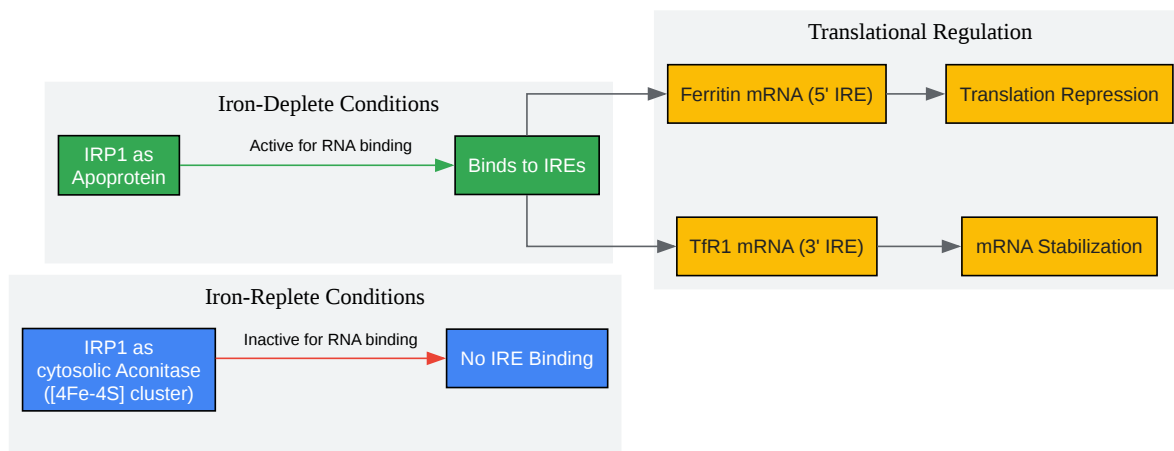 Translational Regulation
Ferritin mRNA (5' IRE)
Translation Repression
Iron-Deplete Conditions
IRP1 as
Apoprotein
Active for RNA binding
Binds to IREs
TfR1 mRNA (3' IRE)
mRNA Stabilization
Iron-Replete Conditions
IRP1 as
cytosolic Aconitase
([4Fe-4S] cluster)
Inactive for RNA binding
No IRE Binding